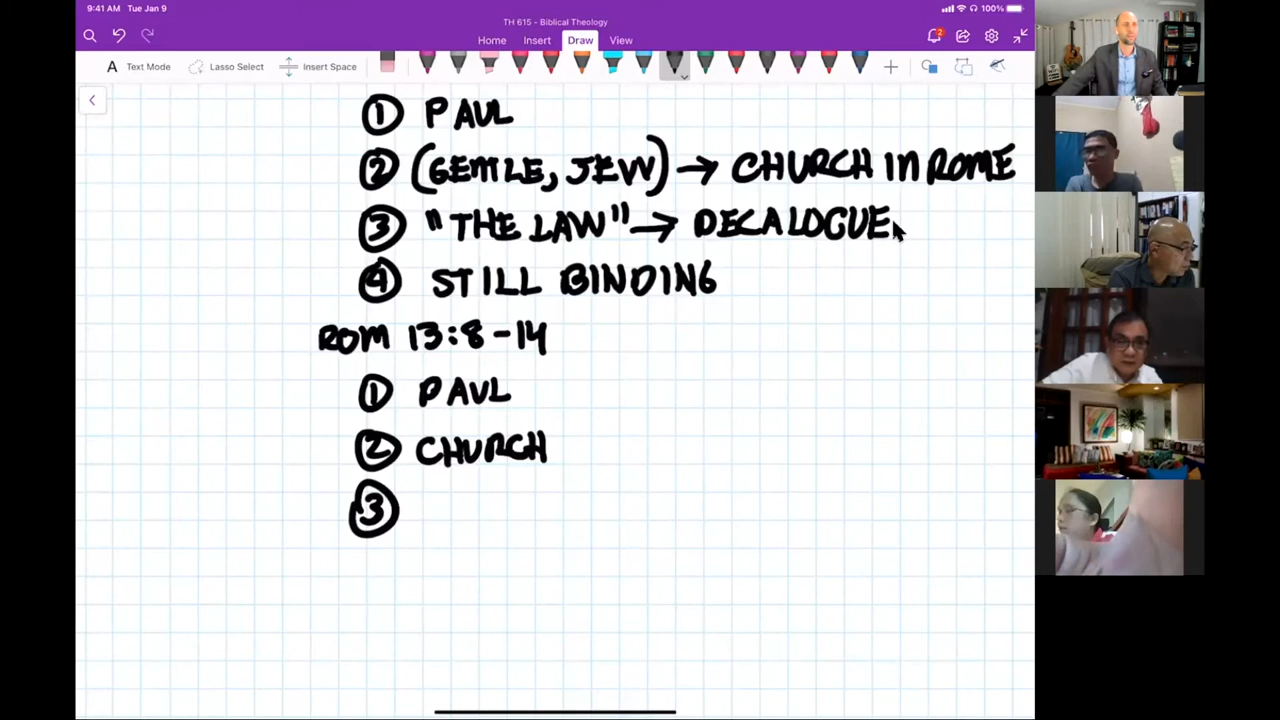 9:41 AM Tue Jan 9
100%
TH 615 - Biblical Theology
Home Insert Draw View
2
A Text Mode Lasso Select Insert Space
① PAUL
② (GEMLE, JEW) → CHURCH IN ROME
③ "THE LAW" → DECALOGUE
④ STILL BINDING
ROM 13:8-14
① PAUL
② CHURCH
③